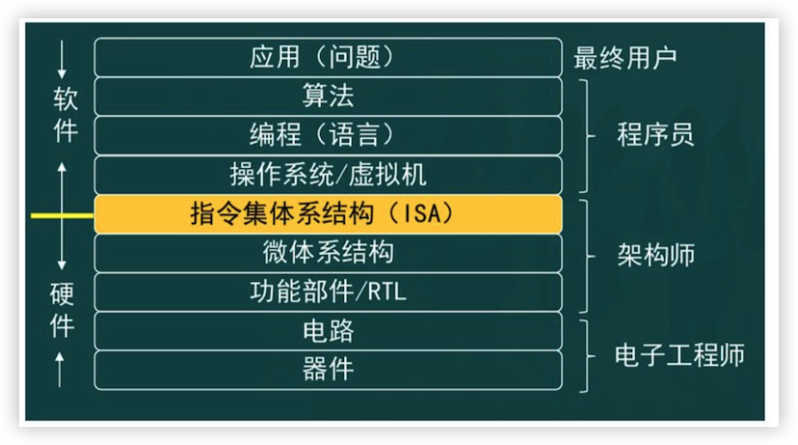 应用（问题）
最终用户
软件
算法
编程（语言）
程序员
操作系统/虚拟机
指令集体系结构（ISA）
微体系结构
架构师
硬件
功能部件/RTL
电路
器件
电子工程师